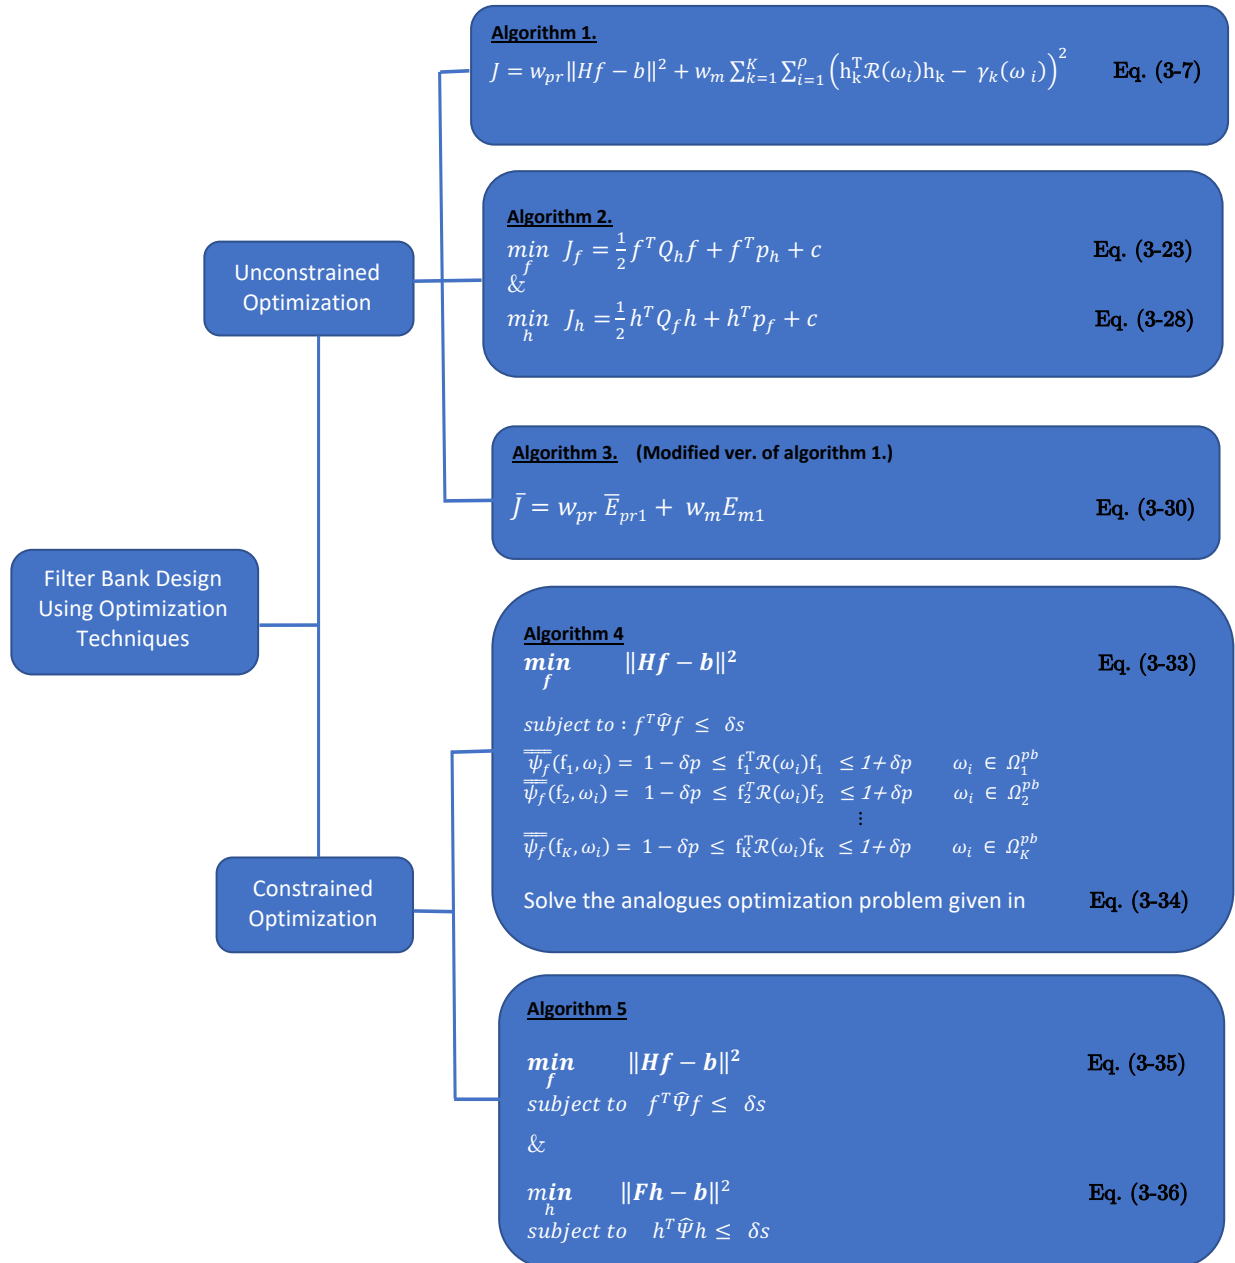 Algorithm 1.
J = w_{pr}‖Hf − b‖² + w_m ∑_{k=1}^{K} ∑_{i=1}^{ρ} (h_k^T ℛ(ω_i)h_k − γ_k(ω_i))² Eq. (3-7)
Algorithm 2.
min_f J_f = ½ f^T Q_h f + f^T p_h + c Eq. (3-23)
&
min_h J_h = ½ h^T Q_f h + h^T p_f + c Eq. (3-28)
Unconstrained
Optimization
Algorithm 3. (Modified ver. of algorithm 1.)
J̄ = w_{pr} E̅_{pr1} + w_m E_{m1} Eq. (3-30)
Filter Bank Design
Using Optimization
Techniques
Algorithm 4
min_f ‖Hf − b‖² Eq. (3-33)
subject to : f^T Ψ̂ f ≤ δs
ψ̿_f(f_1, ω_i) = 1 − δp ≤ f_1^T ℛ(ω_i)f_1 ≤ 1 + δp ω_i ∈ Ω_1^{pb}
ψ̿_f(f_2, ω_i) = 1 − δp ≤ f_2^T ℛ(ω_i)f_2 ≤ 1 + δp ω_i ∈ Ω_2^{pb}
⋮
ψ̿_f(f_K, ω_i) = 1 − δp ≤ f_K^T ℛ(ω_i)f_K ≤ 1 + δp ω_i ∈ Ω_K^{pb}
Solve the analogues optimization problem given in Eq. (3-34)
Constrained
Optimization
Algorithm 5
min_f ‖Hf − b‖² Eq. (3-35)
subject to f^T Ψ̂ f ≤ δs
&
min_h ‖Fh − b‖² Eq. (3-36)
subject to h^T Ψ̂ h ≤ δs